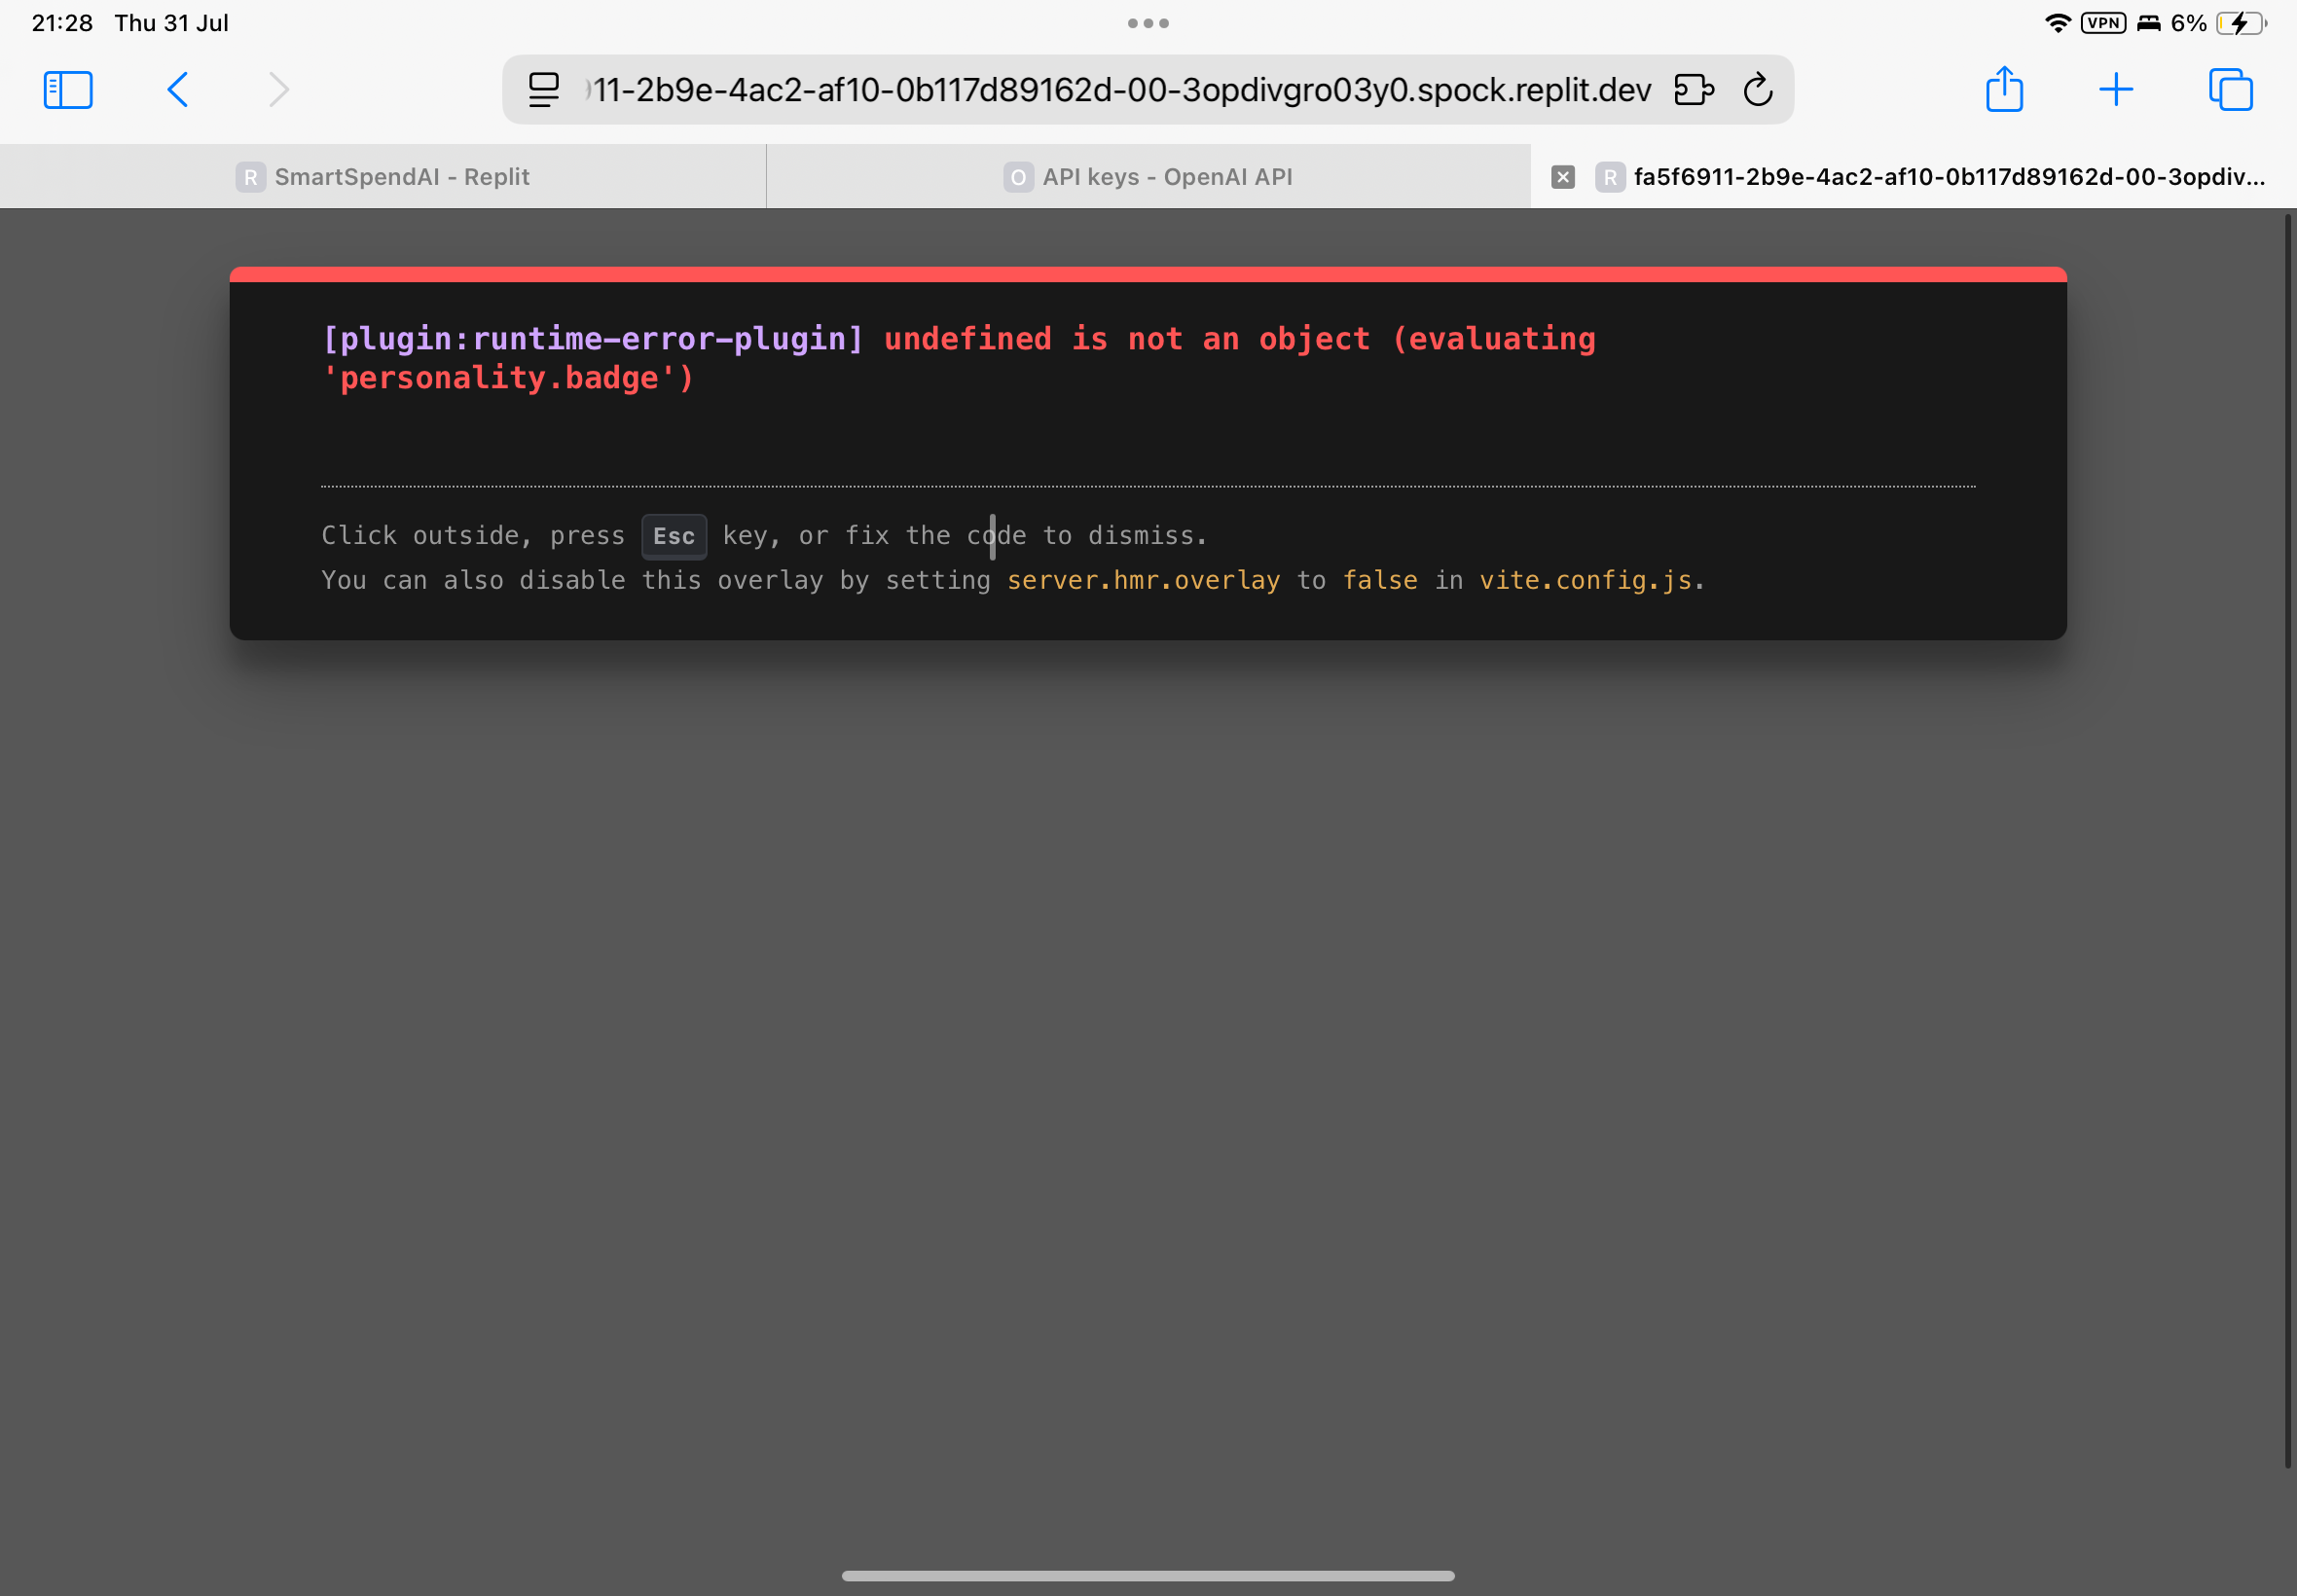 21:28 Thu 31 Jul
VPN 6%
11-2b9e-4ac2-af10-0b117d89162d-00-3opdivgro03y0.spock.replit.dev
R SmartSpendAI - Replit
O API keys - OpenAI API
R fa5f6911-2b9e-4ac2-af10-0b117d89162d-00-3opdiv...
[plugin:runtime-error-plugin] undefined is not an object (evaluating
'personality.badge')
Click outside, press Esc key, or fix the code to dismiss.
You can also disable this overlay by setting server.hmr.overlay to false in vite.config.js.